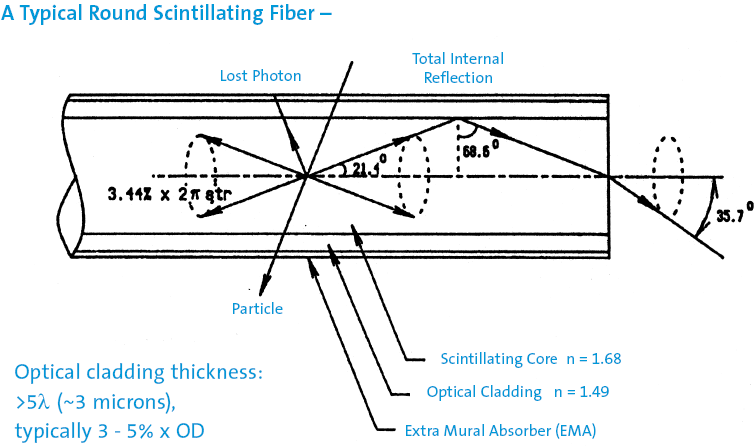 A Typical Round Scintillating Fiber –
Total Internal
Reflection
Lost Photon
68.6°
21.4°
3.44% x 2π str
35.7°
Particle
Scintillating Core n = 1.68
Optical Cladding n = 1.49
Extra Mural Absorber (EMA)
Optical cladding thickness:
>5λ (~3 microns),
typically 3 - 5% x OD